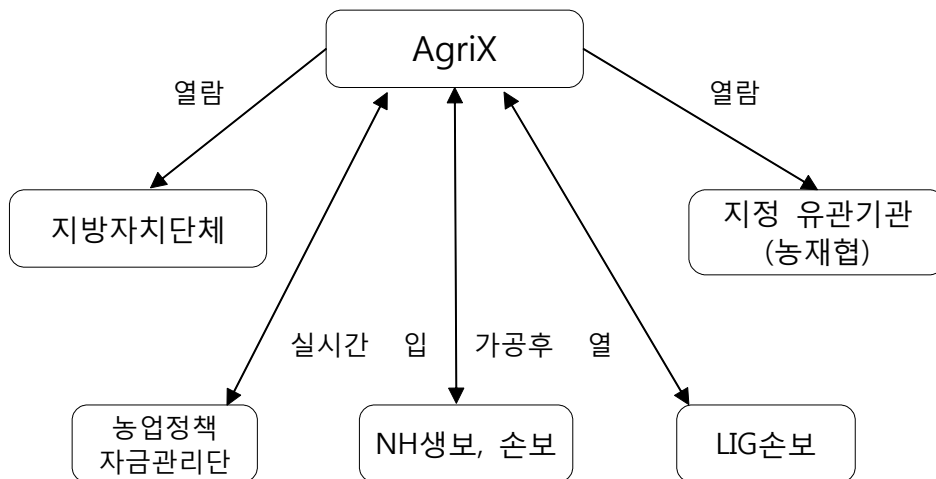 AgriX
열람
열람
지방자치단체
지정 유관기관
(농재협)
실시간 입
가공후 열
농업정책
자금관리단
NH생보, 손보
LIG손보